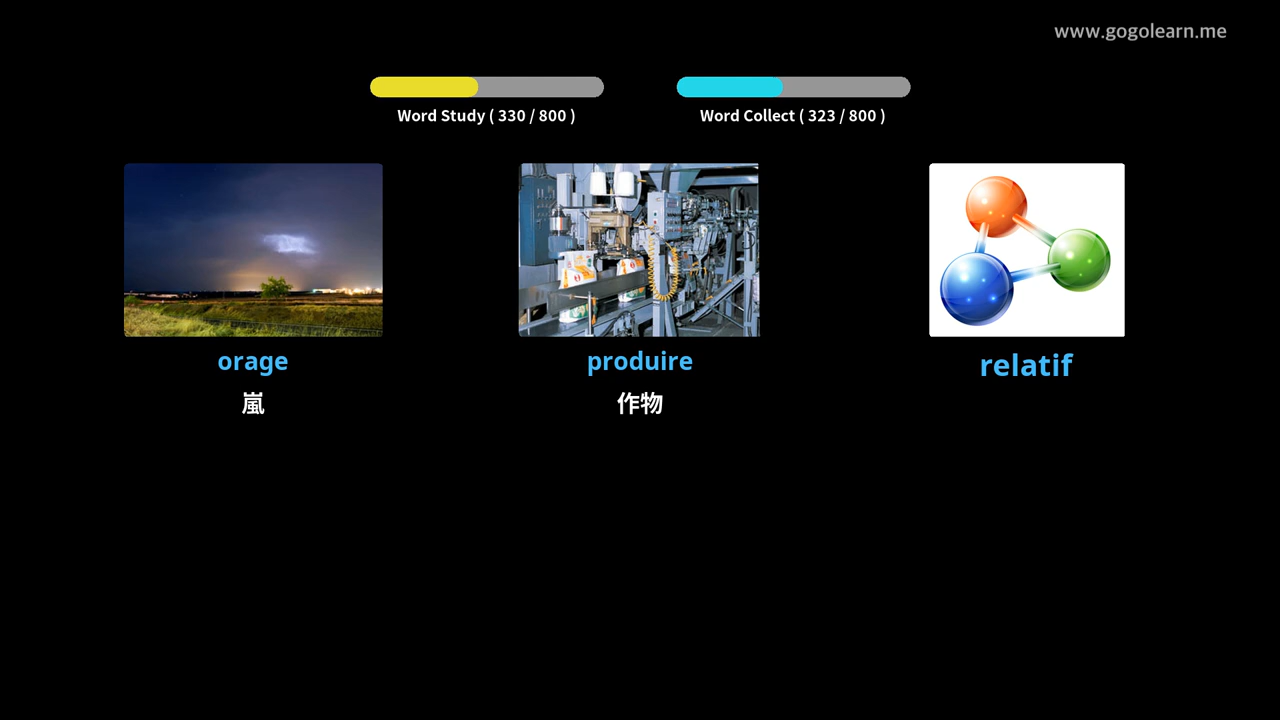 www.gogolearn.me
Word Study ( 330 / 800 )
Word Collect ( 323 / 800 )
orage
produire
relatif
嵐
作物